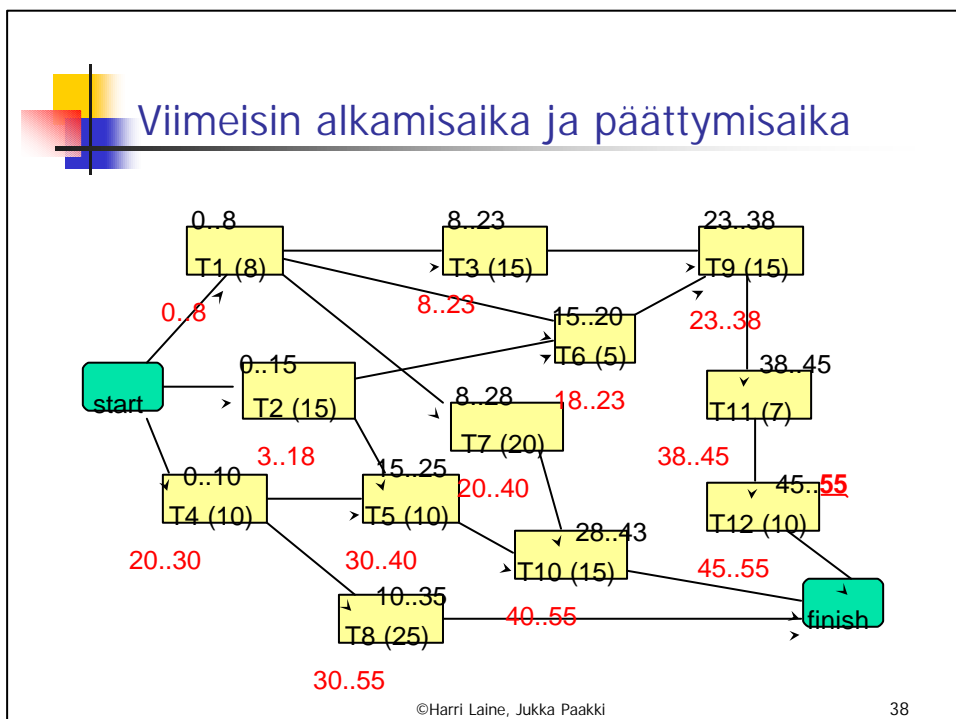 Viimeisin alkamisaika ja päättymisaika
0..8
8..23
23..38
T1 (8)
T3 (15)
T9 (15)
0..8
8..23
23..38
15..20
T6 (5)
18..23
start
0..15
T2 (15)
3..18
8..28
T7 (20)
20..40
38..45
T11 (7)
38..45
0..10
T4 (10)
20..30
15..25
T5 (10)
30..40
28..43
T10 (15)
40..55
45..55
T12 (10)
45..55
10..35
T8 (25)
30..55
finish
©Harri Laine, Jukka Paakki
38